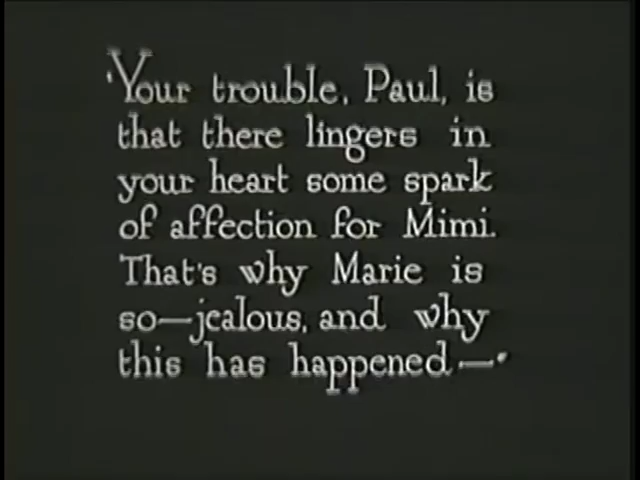 'Your trouble, Paul, is
that there lingers in
your heart some spark
of affection for Mimi.
That's why Marie is
so—jealous, and why
this has happened—'